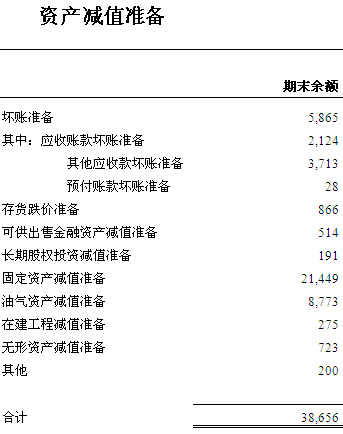 资产减值准备
期末余额
坏账准备 5,865
其中：应收账款坏账准备 2,124
其他应收款坏账准备 3,713
预付账款坏账准备 28
存货跌价准备 866
可供出售金融资产减值准备 514
长期股权投资减值准备 191
固定资产减值准备 21,449
油气资产减值准备 8,773
在建工程减值准备 275
无形资产减值准备 723
其他 200
合计 38,656